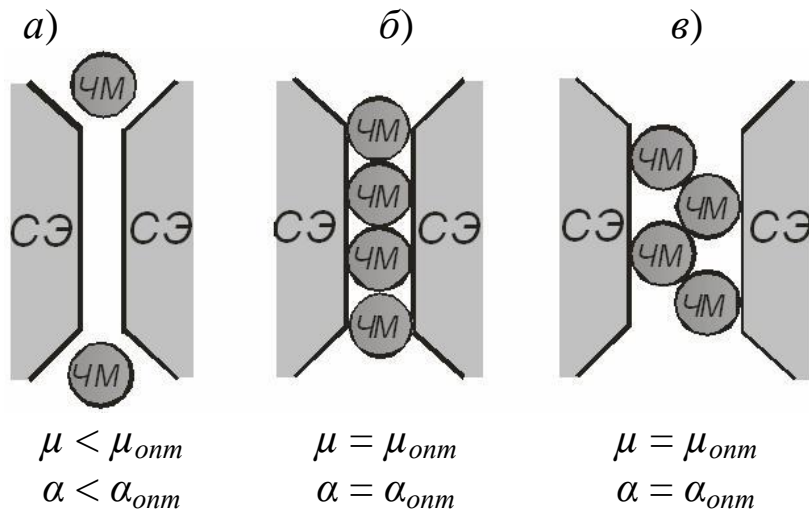 а) б) в)
ЧМ
ЧМ
ЧМ
ЧМ
ЧМ
СЭ СЭ СЭ СЭ СЭ СЭ
ЧМ
ЧМ
ЧМ
ЧМ
ЧМ
μ < μопт μ = μопт μ = μопт
α < αопт α = αопт α = αопт